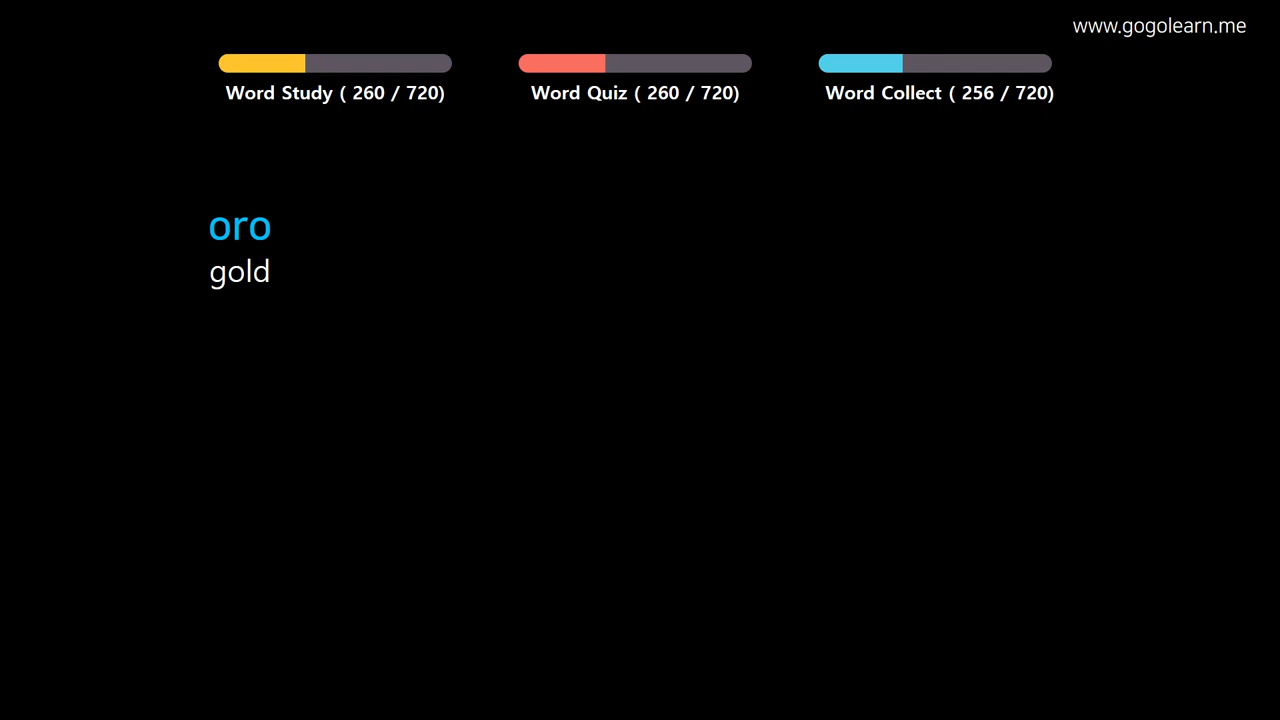 www.gogolearn.me
Word Study ( 260 / 720)
Word Quiz ( 260 / 720)
Word Collect ( 256 / 720)
oro
gold